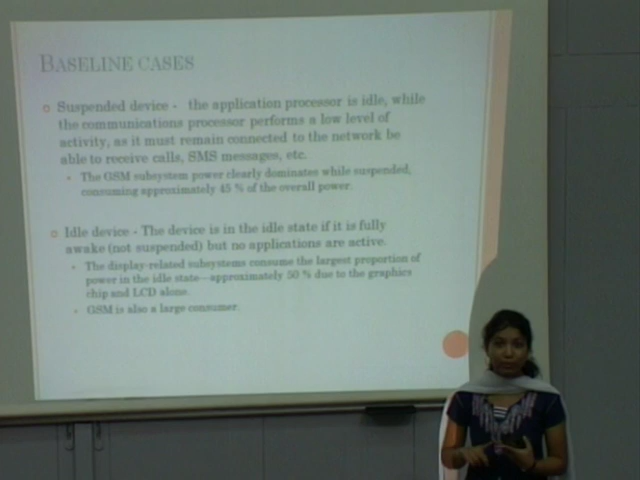 BASELINE CASES
Suspended device - the application processor is idle, while
the communications processor performs a low level of
activity, as it must remain connected to the network be
able to receive calls, SMS messages, etc.
The GSM subsystem power clearly dominates while suspended,
consuming approximately 45 % of the overall power.
Idle device - The device is in the idle state if it is fully
awake (not suspended) but no applications are active.
The display-related subsystems consume the largest proportion of
power in the idle state—approximately 50 % due to the graphics
chip and LCD alone.
GSM is also a large consumer.